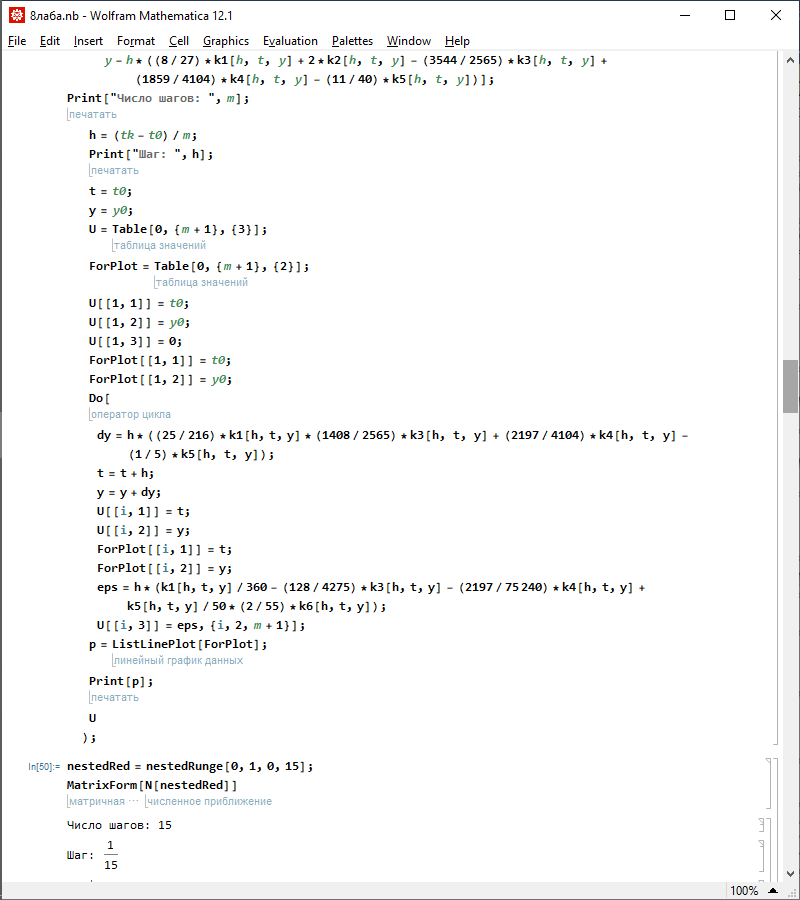 8лаба.nb - Wolfram Mathematica 12.1
File Edit Insert Format Cell Graphics Evaluation Palettes Window Help
y - h * ((8 / 27) * k1[h, t, y] + 2 * k2[h, t, y] - (3544 / 2565) * k3[h, t, y] +
(1859 / 4104) * k4[h, t, y] - (11 / 40) * k5[h, t, y])];
Print["Число шагов: ", m];
печатать
h = (tk - t0) / m;
Print["Шаг: ", h];
печатать
t = t0;
y = y0;
U = Table[0, {m + 1}, {3}];
таблица значений
ForPlot = Table[0, {m + 1}, {2}];
таблица значений
U[[1, 1]] = t0;
U[[1, 2]] = y0;
U[[1, 3]] = 0;
ForPlot[[1, 1]] = t0;
ForPlot[[1, 2]] = y0;
Do[
оператор цикла
dy = h * ((25 / 216) * k1[h, t, y] * (1408 / 2565) * k3[h, t, y] + (2197 / 4104) * k4[h, t, y] -
(1 / 5) * k5[h, t, y]);
t = t + h;
y = y + dy;
U[[i, 1]] = t;
U[[i, 2]] = y;
ForPlot[[i, 1]] = t;
ForPlot[[i, 2]] = y;
eps = h * (k1[h, t, y] / 360 - (128 / 4275) * k3[h, t, y] - (2197 / 75 240) * k4[h, t, y] +
k5[h, t, y] / 50 * (2 / 55) * k6[h, t, y]);
U[[i, 3]] = eps, {i, 2, m + 1}];
p = ListLinePlot[ForPlot];
линейный график данных
Print[p];
печатать
U
);
In[50]:= nestedRed = nestedRunge[0, 1, 0, 15];
MatrixForm[N[nestedRed]]
матричная ⋯ численное приближение
Число шагов: 15
Шаг: 1/15
100%